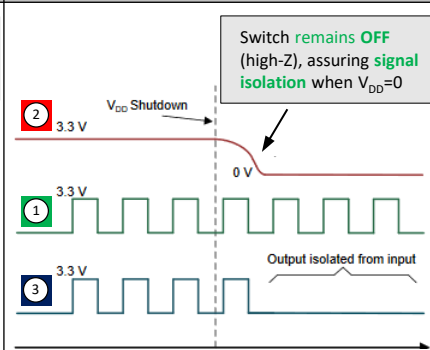 Switch remains OFF
(high-Z), assuring signal
isolation when VDD=0
VDD Shutdown
2
3.3 V
0 V
3.3 V
1
Output isolated from input
3.3 V
3